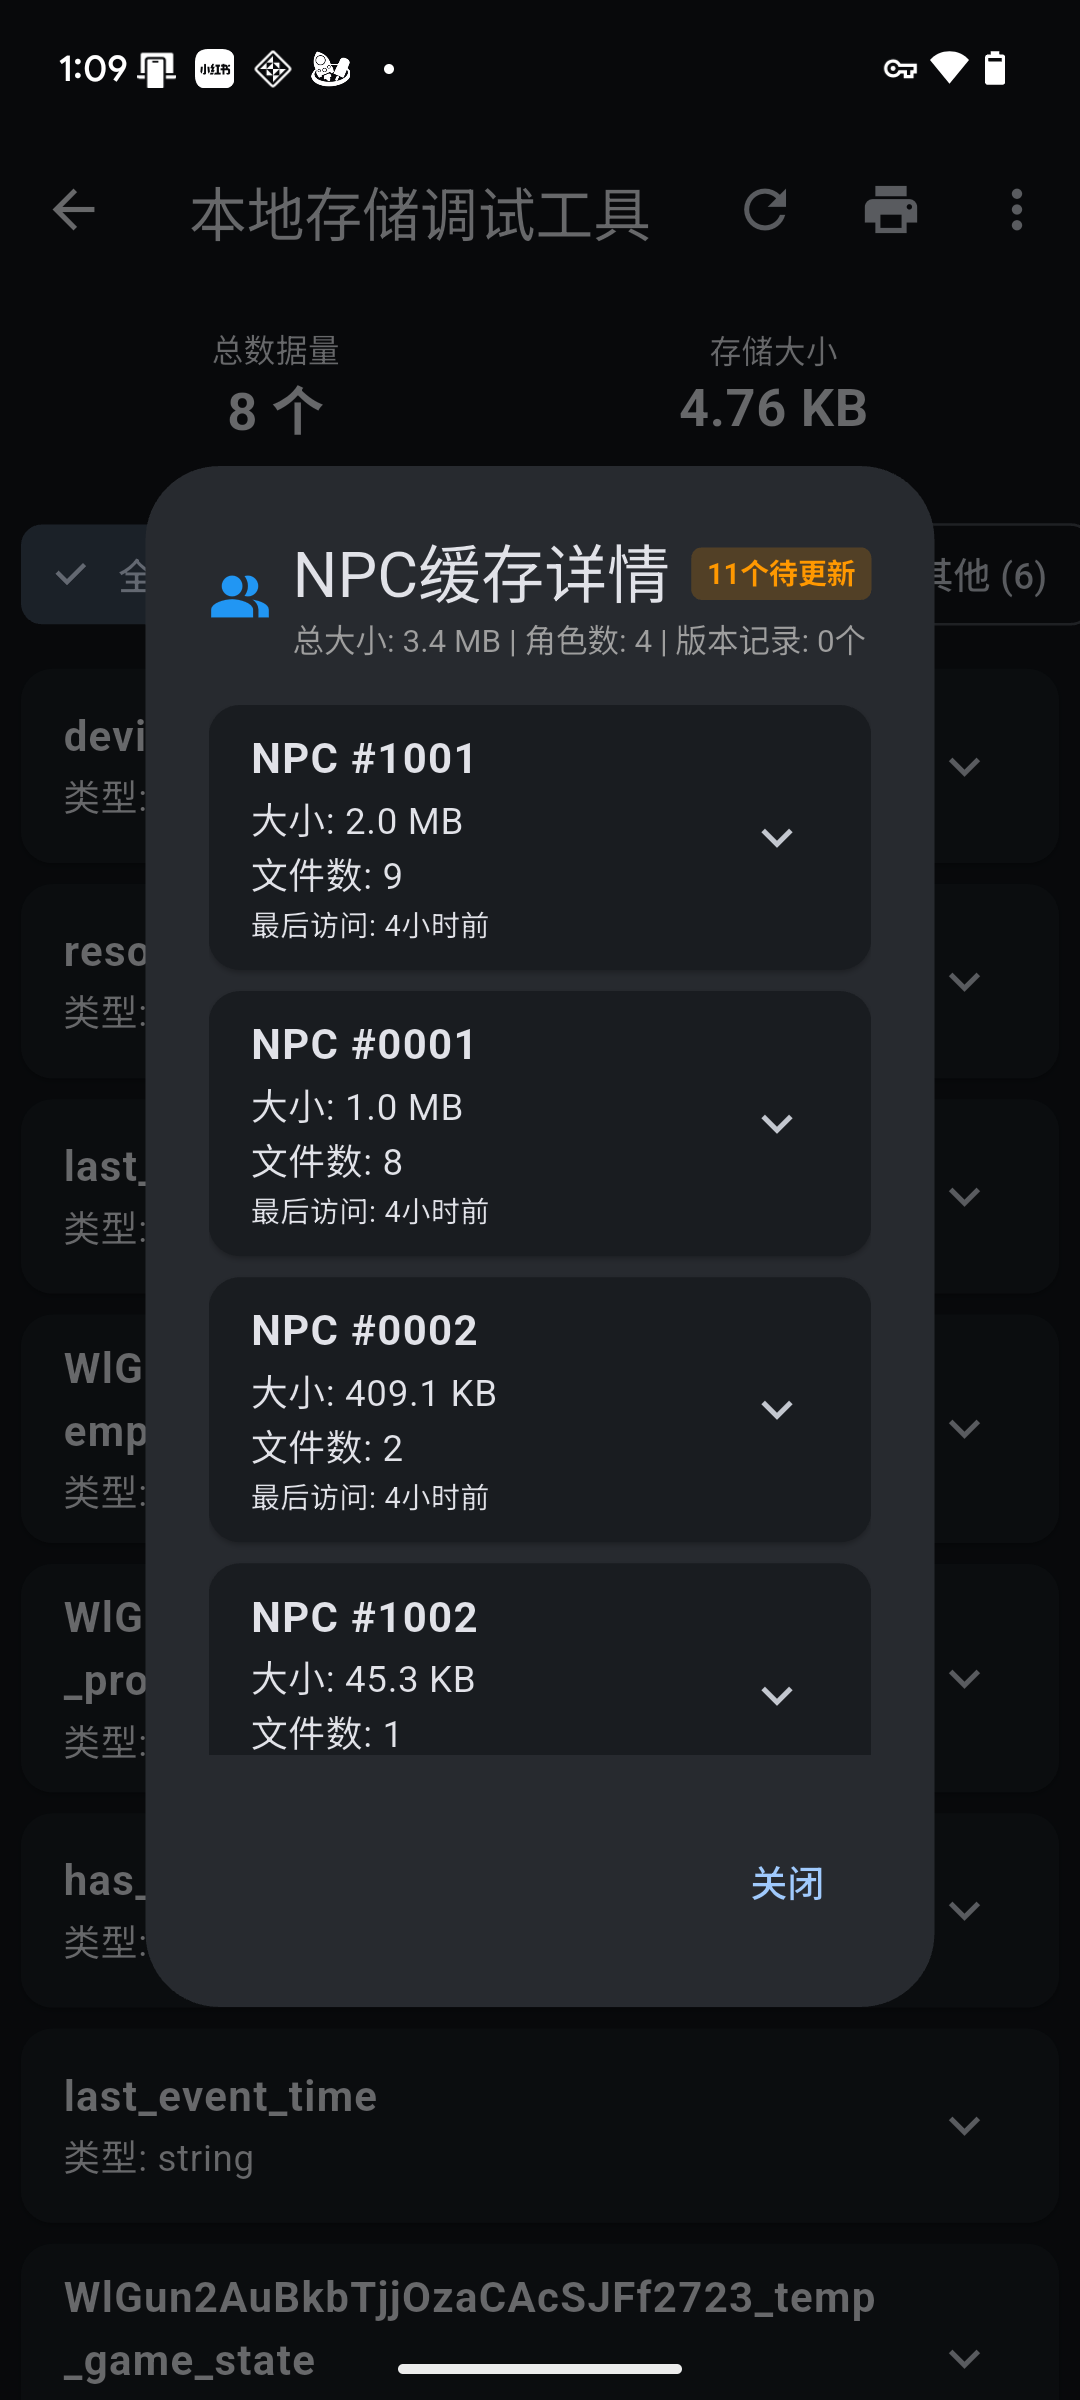 1:09
小红书
本地存储调试工具
总数据量
存储大小
8 个
4.76 KB
全
其他 (6)
NPC缓存详情
11个待更新
总大小: 3.4 MB | 角色数: 4 | 版本记录: 0个
devi
类型:
NPC #1001
大小: 2.0 MB
文件数: 9
最后访问: 4小时前
reso
类型:
NPC #0001
大小: 1.0 MB
文件数: 8
最后访问: 4小时前
last_
类型:
NPC #0002
大小: 409.1 KB
文件数: 2
最后访问: 4小时前
WlG
emp
类型:
NPC #1002
大小: 45.3 KB
文件数: 1
WlG
_pro
类型:
has_
类型:
关闭
last_event_time
类型: string
WlGun2AuBkbTjjOzaCAcSJFf2723_temp
_game_state